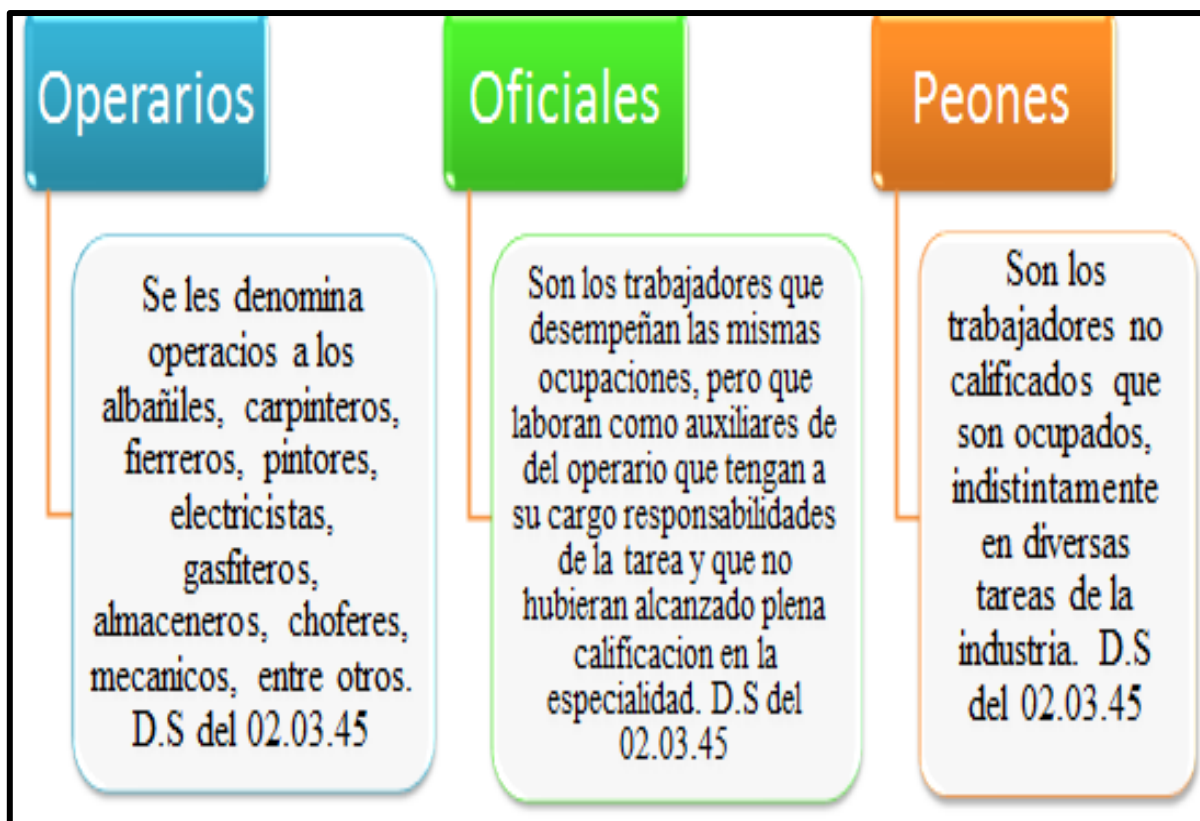 Operarios
Se les denomina
operacios a los
albañiles, carpinteros,
fierreros, pintores,
electricistas,
gasfiteros,
almaceneros, choferes,
mecanicos, entre otros.
D.S del 02.03.45
Oficiales
Son los trabajadores que
desempeñan las mismas
ocupaciones, pero que
laboran como auxiliares de
del operario que tengan a
su cargo responsabilidades
de la tarea y que no
hubieran alcanzado plena
calificacion en la
especialidad. D.S del
02.03.45
Peones
Son los
trabajadores no
calificados que
son ocupados,
indistintamente
en diversas
tareas de la
industria. D.S
del 02.03.45